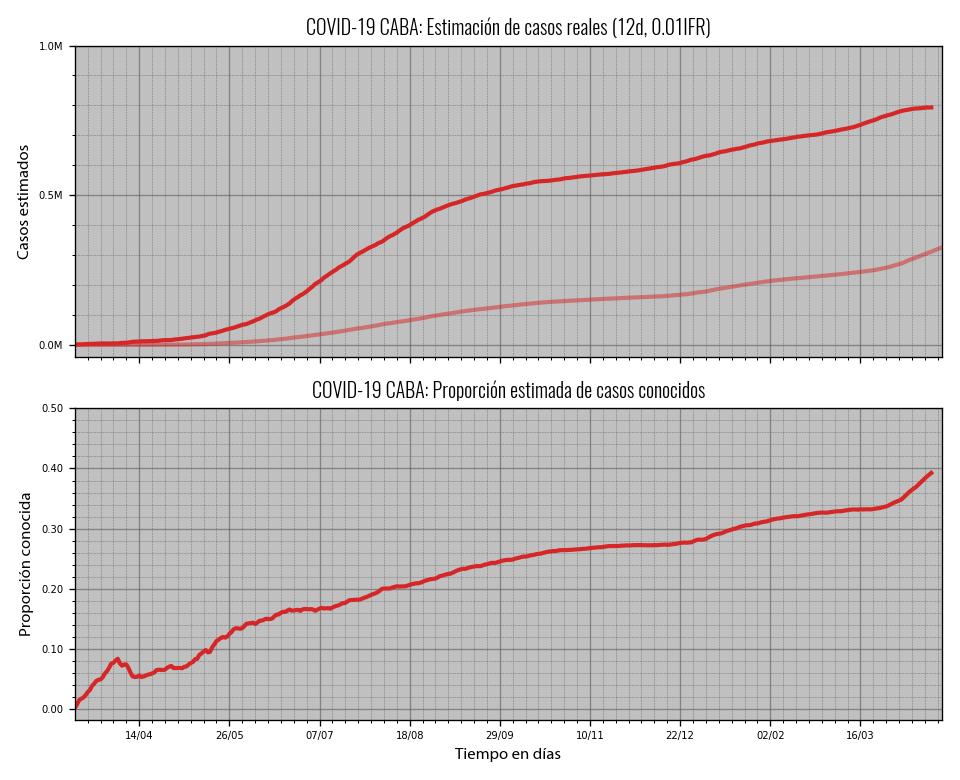 COVID-19 CABA: Estimación de casos reales (12d, 0.01IFR)
1.0M
0.5M
0.0M
Casos estimados
COVID-19 CABA: Proporción estimada de casos conocidos
0.50
0.40
0.30
0.20
0.10
0.00
Proporción conocida
14/04 26/05 07/07 18/08 29/09 10/11 22/12 02/02 16/03
Tiempo en días